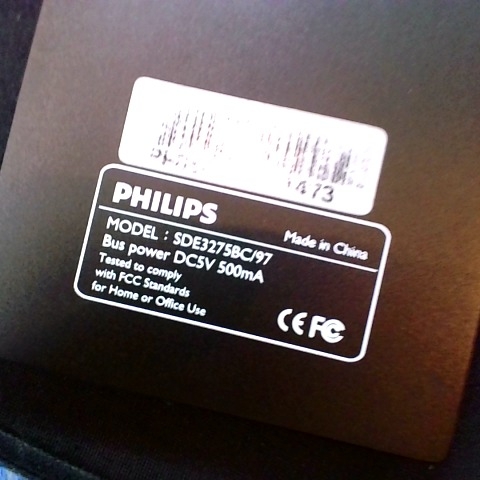 1473
PHILIPS
Made in China
MODEL : SDE3275BC/97
Bus power DC5V 500mA
Tested to comply
with FCC Standards
for Home or Office Use
CE FC